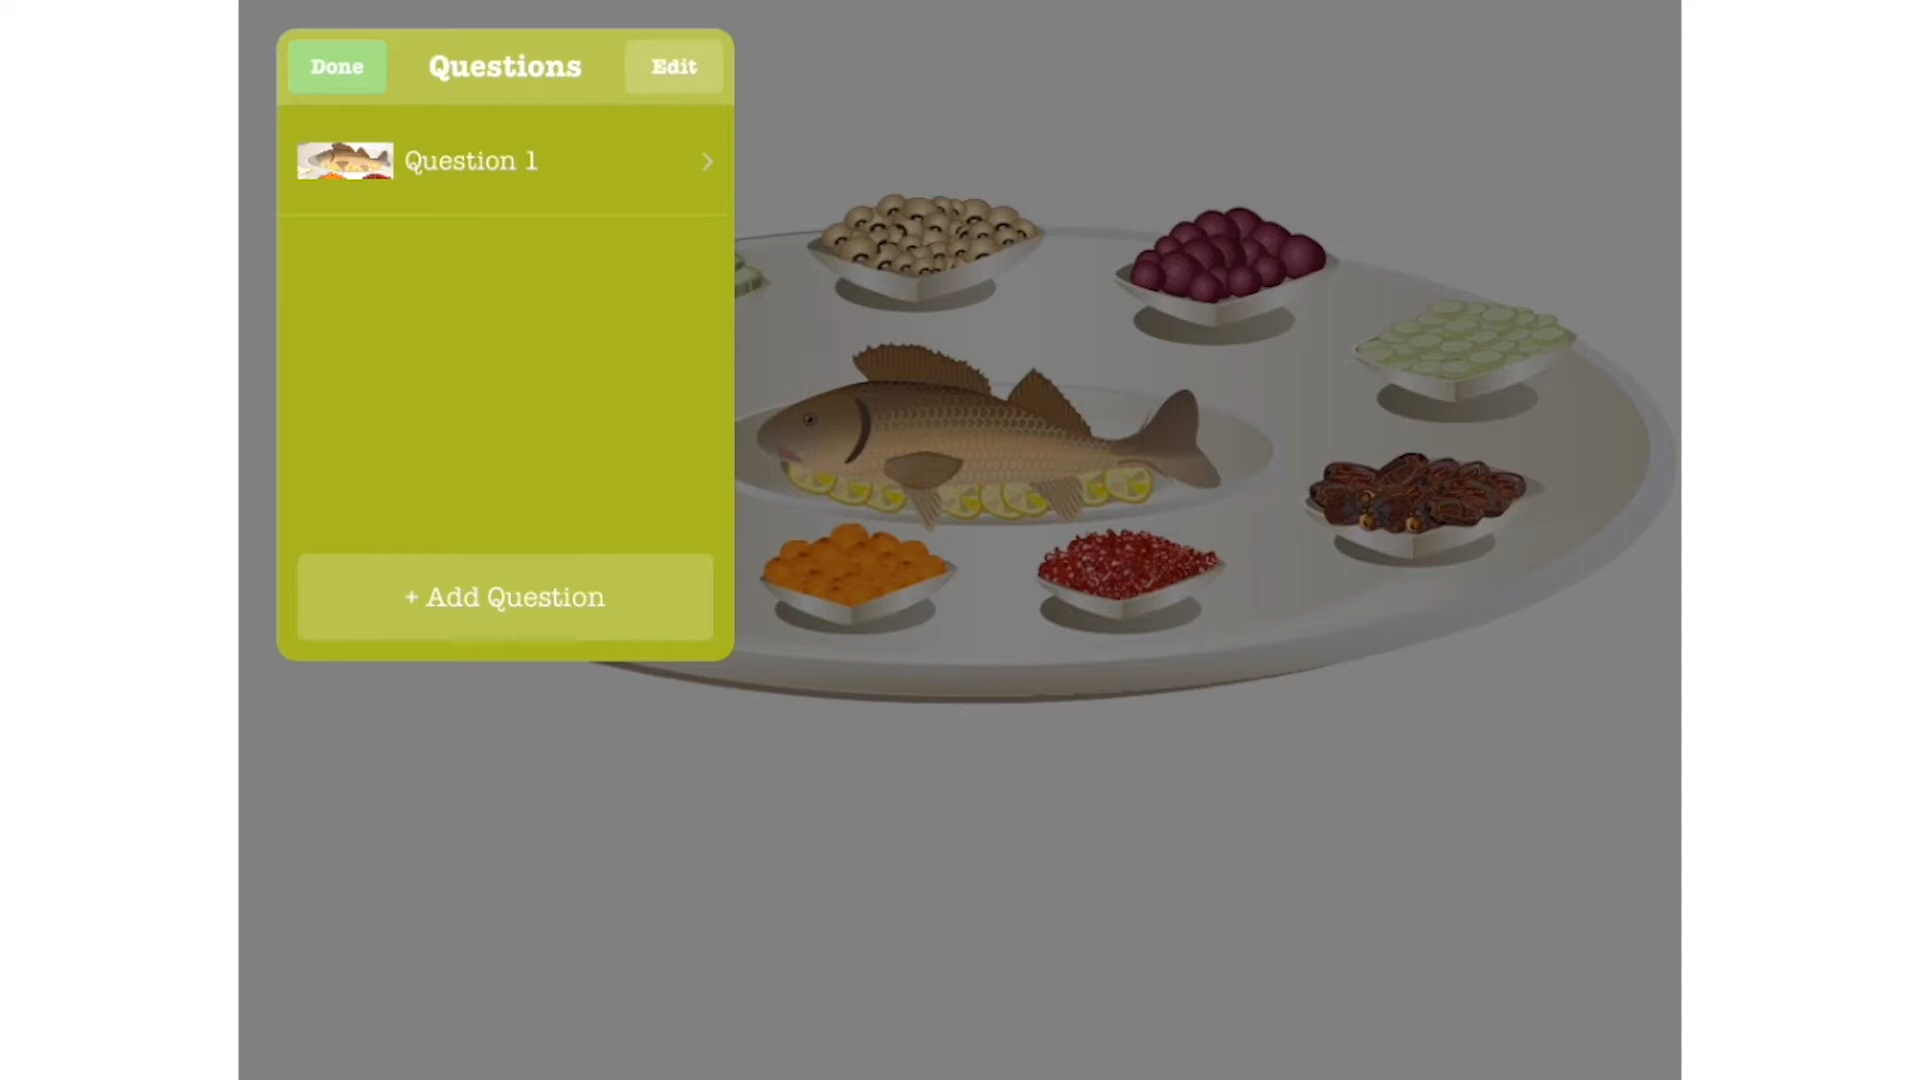 Done
Questions
Edit
Question 1
+ Add Question